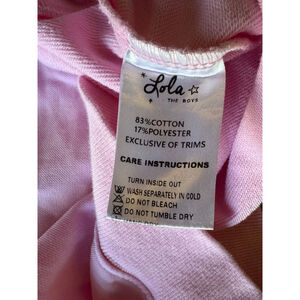 Lola
THE BOYS
83%COTTON
17%POLYESTER
EXCLUSIVE OF TRIMS
CARE INSTRUCTIONS
TURN INSIDE OUT
WASH SEPARATELY IN COLD
DO NOT BLEACH
DO NOT TUMBLE DRY